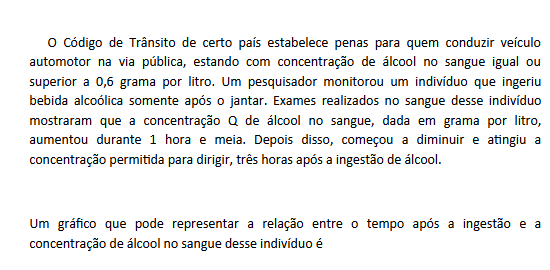 O Código de Trânsito de certo país estabelece penas para quem conduzir veículo
automotor na via pública, estando com concentração de álcool no sangue igual ou
superior a 0,6 grama por litro. Um pesquisador monitorou um indivíduo que ingeriu
bebida alcoólica somente após o jantar. Exames realizados no sangue desse indivíduo
mostraram que a concentração Q de álcool no sangue, dada em grama por litro,
aumentou durante 1 hora e meia. Depois disso, começou a diminuir e atingiu a
concentração permitida para dirigir, três horas após a ingestão de álcool.
Um gráfico que pode representar a relação entre o tempo após a ingestão e a
concentração de álcool no sangue desse indivíduo é